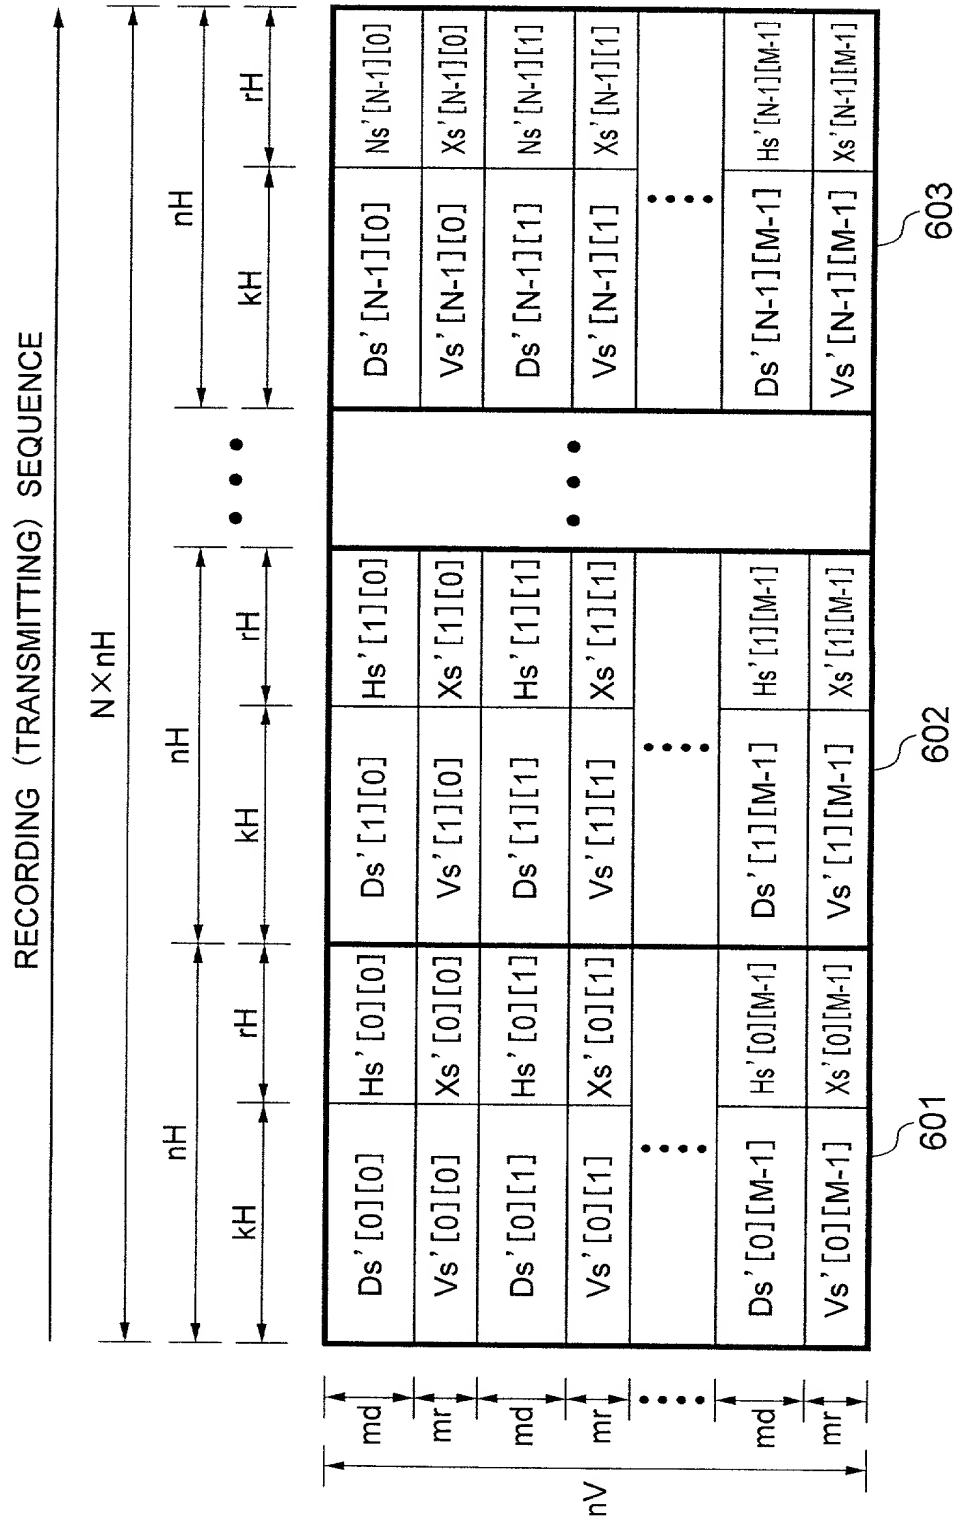 RECORDING (TRANSMITTING) SEQUENCE
N×nH
nH nH nH
kH rH kH rH • • • kH rH
nV
md Ds'[0][0] Hs'[0][0] Ds'[1][0] Hs'[1][0] Ds'[N-1][0] Ns'[N-1][0]
mr Vs'[0][0] Xs'[0][0] Vs'[1][0] Xs'[1][0] Vs'[N-1][0] Xs'[N-1][0]
md Ds'[0][1] Hs'[0][1] Ds'[1][1] Hs'[1][1] Ds'[N-1][1] Ns'[N-1][1]
mr Vs'[0][1] Xs'[0][1] Vs'[1][1] Xs'[1][1] • • • Vs'[N-1][1] Xs'[N-1][1]
•••• •••• •••• ••••
md Ds'[0][M-1] Hs'[0][M-1] Ds'[1][M-1] Hs'[1][M-1] Ds'[N-1][M-1] Hs'[N-1][M-1]
mr Vs'[0][M-1] Xs'[0][M-1] Vs'[1][M-1] Xs'[1][M-1] Vs'[N-1][M-1] Xs'[N-1][M-1]
601 602 603